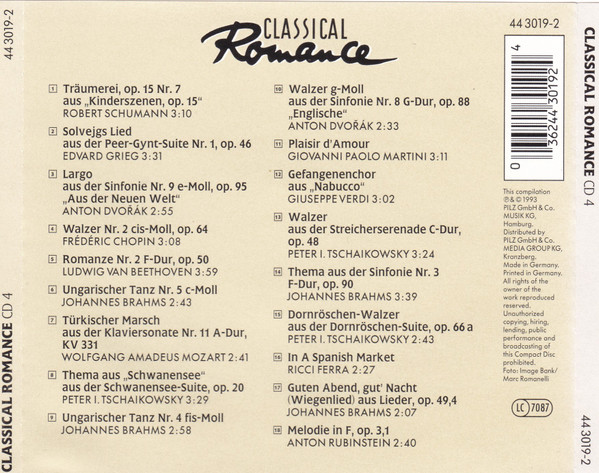 CLASSICAL
Romance
44 3019-2
CLASSICAL ROMANCE CD 4
44 3019-2
1 Träumerei, op. 15 Nr. 7
aus „Kinderszenen, op. 15“
ROBERT SCHUMANN 3:10
2 Solvejgs Lied
aus der Peer-Gynt-Suite Nr. 1, op. 46
EDVARD GRIEG 3:31
3 Largo
aus der Sinfonie Nr. 9 e-Moll, op. 95
„Aus der Neuen Welt“
ANTON DVOŘÁK 2:55
4 Walzer Nr. 2 cis-Moll, op. 64
FRÉDÉRIC CHOPIN 3:08
5 Romanze Nr. 2 F-Dur, op. 50
LUDWIG VAN BEETHOVEN 3:59
6 Ungarischer Tanz Nr. 5 c-Moll
JOHANNES BRAHMS 2:43
7 Türkischer Marsch
aus der Klaviersonate Nr. 11 A-Dur,
KV 331
WOLFGANG AMADEUS MOZART 2:41
8 Thema aus „Schwanensee“
aus der Schwanensee-Suite, op. 20
PETER I. TSCHAIKOWSKY 3:29
9 Ungarischer Tanz Nr. 4 fis-Moll
JOHANNES BRAHMS 2:58
10 Walzer g-Moll
aus der Sinfonie Nr. 8 G-Dur, op. 88
„Englische“
ANTON DVOŘÁK 2:33
11 Plaisir d'Amour
GIOVANNI PAOLO MARTINI 3:11
12 Gefangenenchor
aus „Nabucco“
GIUSEPPE VERDI 3:02
13 Walzer
aus der Streicherserenade C-Dur,
op. 48
PETER I. TSCHAIKOWSKY 3:24
14 Thema aus der Sinfonie Nr. 3
F-Dur, op. 90
JOHANNES BRAHMS 3:39
15 Dornröschen-Walzer
aus der Dornröschen-Suite, op. 66 a
PETER I. TSCHAIKOWSKY 2:43
16 In A Spanish Market
RICCI FERRA 2:27
17 Guten Abend, gut' Nacht
(Wiegenlied) aus Lieder, op. 49,4
JOHANNES BRAHMS 2:07
18 Melodie in F, op. 3,1
ANTON RUBINSTEIN 2:40
44 3019-2
0 36244 30192 4
This compilation
℗ & © 1993
PILZ GmbH & Co.
MUSIK KG,
Hamburg.
Distributed by
PILZ GmbH & Co.
MEDIA GROUP KG,
Kranzberg.
Made in Germany.
Printed in Germany.
All rights of the
owner of the
work reproduced
reserved.
Unauthorized
copying, hiring,
lending, public
performance and
broadcasting of
this Compact Disc
prohibited.
Foto: Image Bank/
Marc Romanelli
LC 7087
CLASSICAL ROMANCE CD 4
44 3019-2